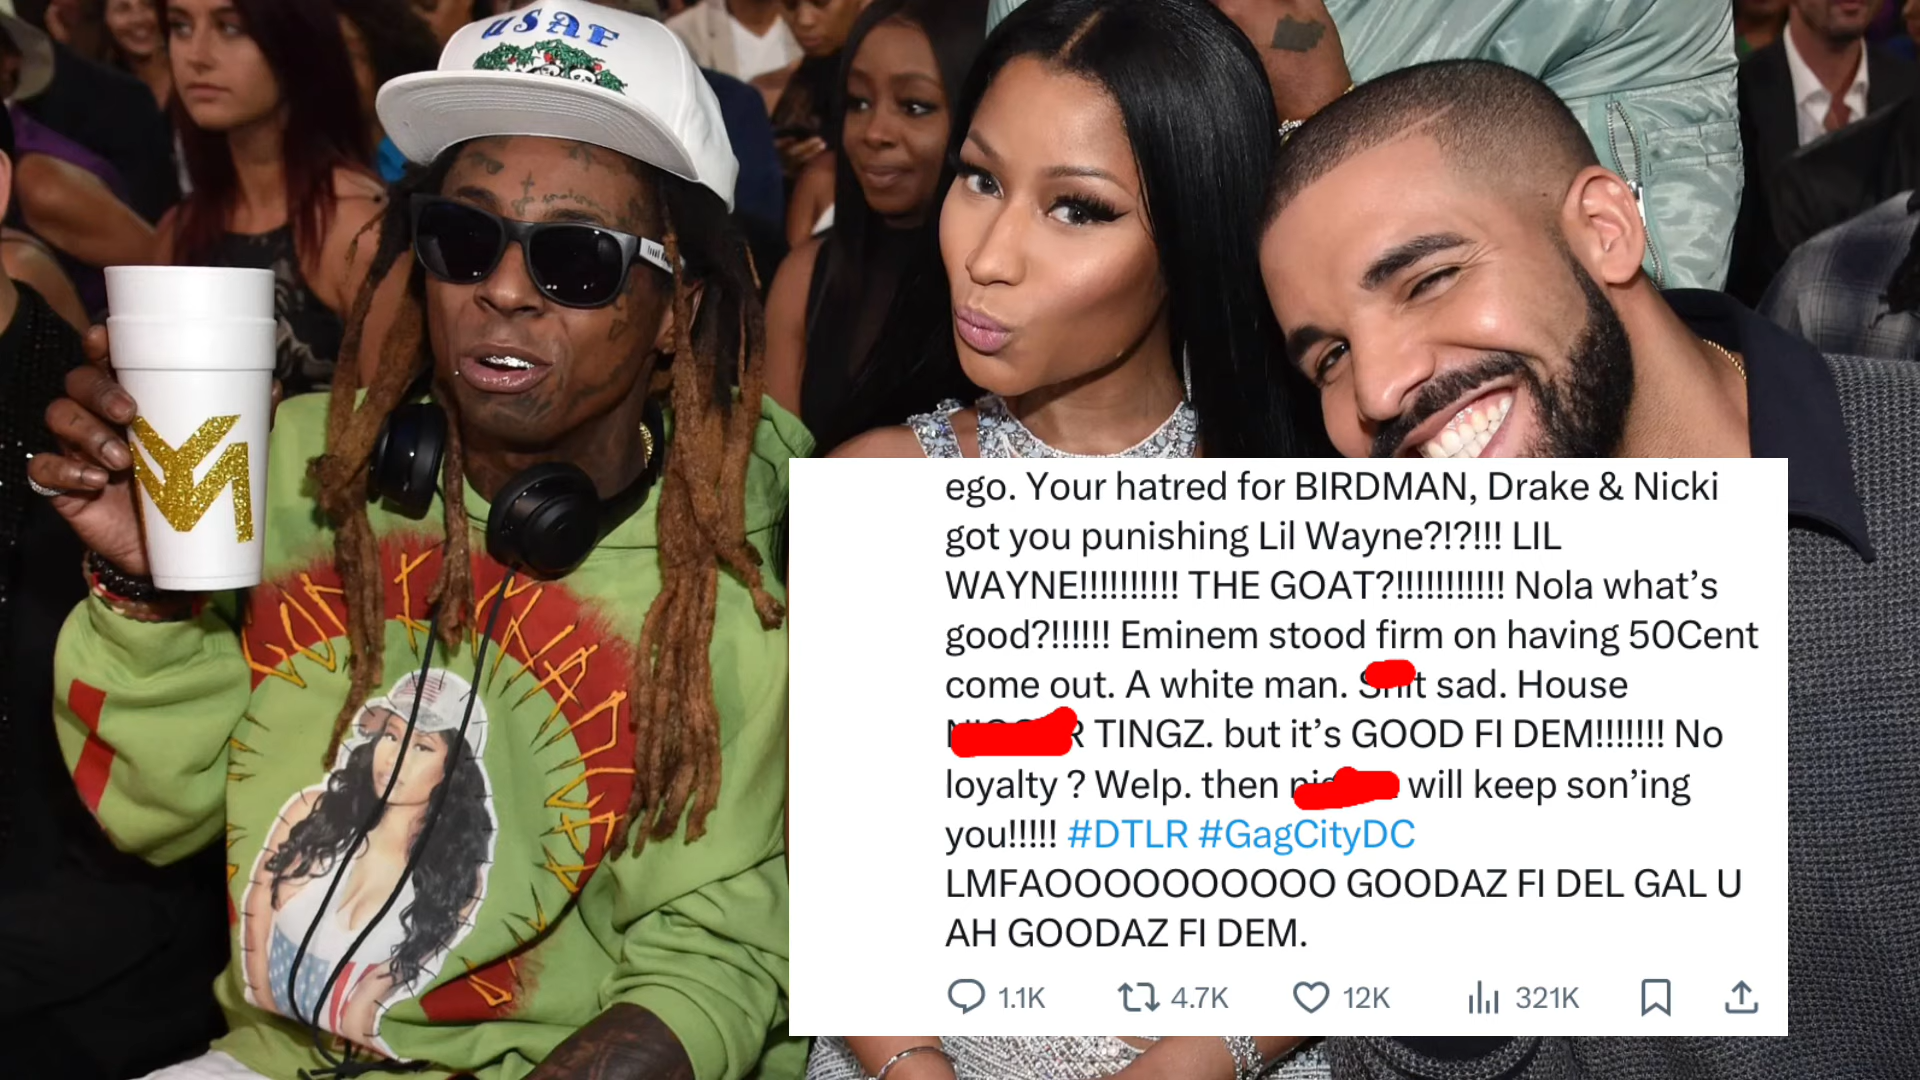 USAF
YM
ego. Your hatred for BIRDMAN, Drake & Nicki
got you punishing Lil Wayne?!?!!! LIL
WAYNE!!!!!!!!!! THE GOAT?!!!!!!!!!!! Nola what's
good?!!!!!! Eminem stood firm on having 50Cent
come out. A white man. Shit sad. House
TINGZ. but it's GOOD FI DEM!!!!!!! No
loyalty ? Welp. then will keep son'ing
you!!!!! #DTLR #GagCityDC
LMFAOOOOOOOOOOO GOODAZ FI DEL GAL U
AH GOODAZ FI DEM.
1.1K 4.7K 12K 321K